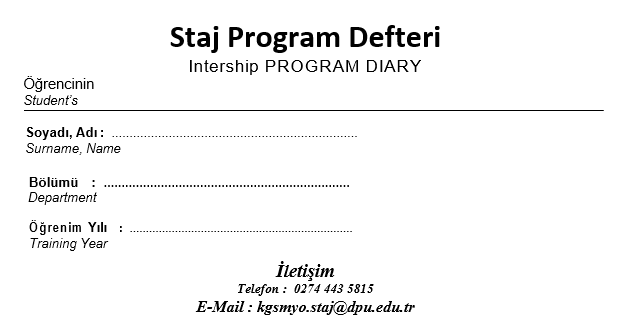 Staj Program Defteri
Intership PROGRAM DIARY
Öğrencinin
Student's
Soyadı, Adı : ......................................................................
Surname, Name
Bölümü : .....................................................................
Department
Öğrenim Yılı : ...............................................................
Training Year
İletişim
Telefon : 0274 443 5815
E-Mail : kgsmyo.staj@dpu.edu.tr